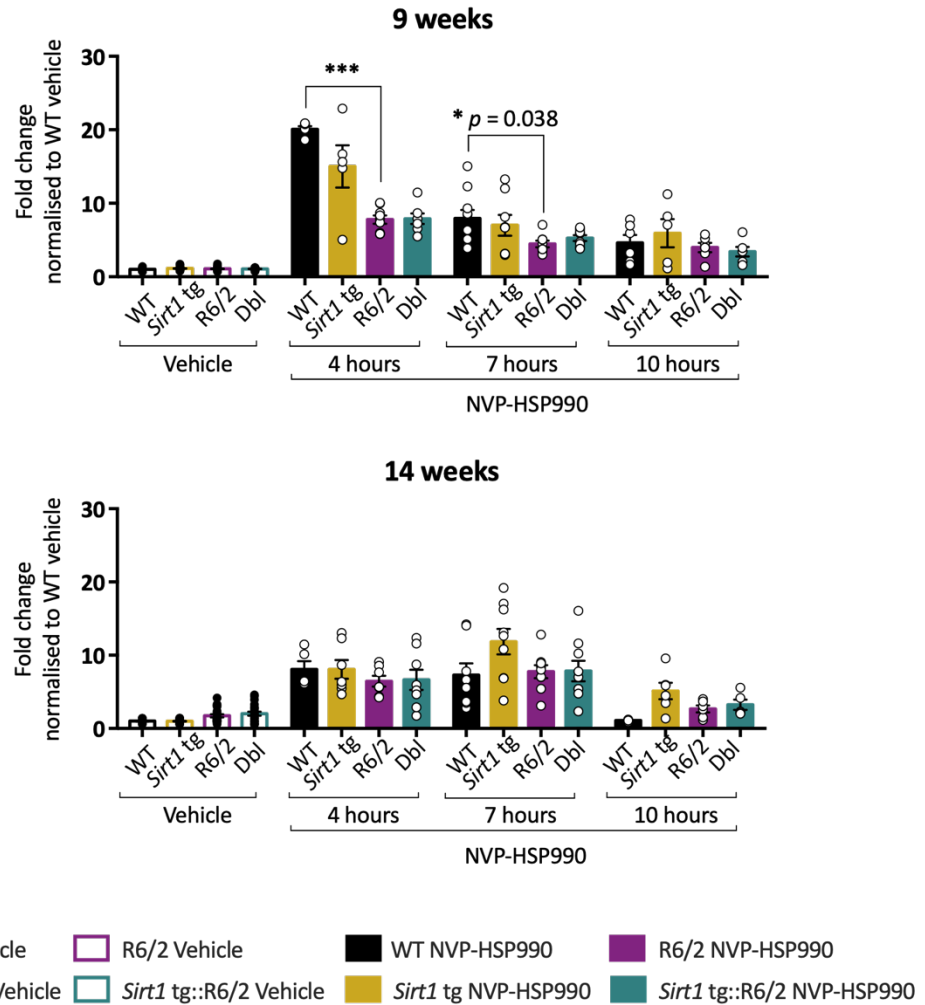 9 weeks
Fold change
normalised to WT vehicle
30
20
10
0
***
* p = 0.038
WT
Sirt1 tg
R6/2
Dbl
WT
Sirt1 tg
R6/2
Dbl
WT
Sirt1 tg
R6/2
Dbl
WT
Sirt1 tg
R6/2
Dbl
Vehicle
4 hours
7 hours
10 hours
NVP-HSP990
14 weeks
Fold change
normalised to WT vehicle
30
20
10
0
WT
Sirt1 tg
R6/2
Dbl
WT
Sirt1 tg
R6/2
Dbl
WT
Sirt1 tg
R6/2
Dbl
WT
Sirt1 tg
R6/2
Dbl
Vehicle
4 hours
7 hours
10 hours
NVP-HSP990
cle R6/2 Vehicle WT NVP-HSP990 R6/2 NVP-HSP990
Vehicle Sirt1 tg::R6/2 Vehicle Sirt1 tg NVP-HSP990 Sirt1 tg::R6/2 NVP-HSP990